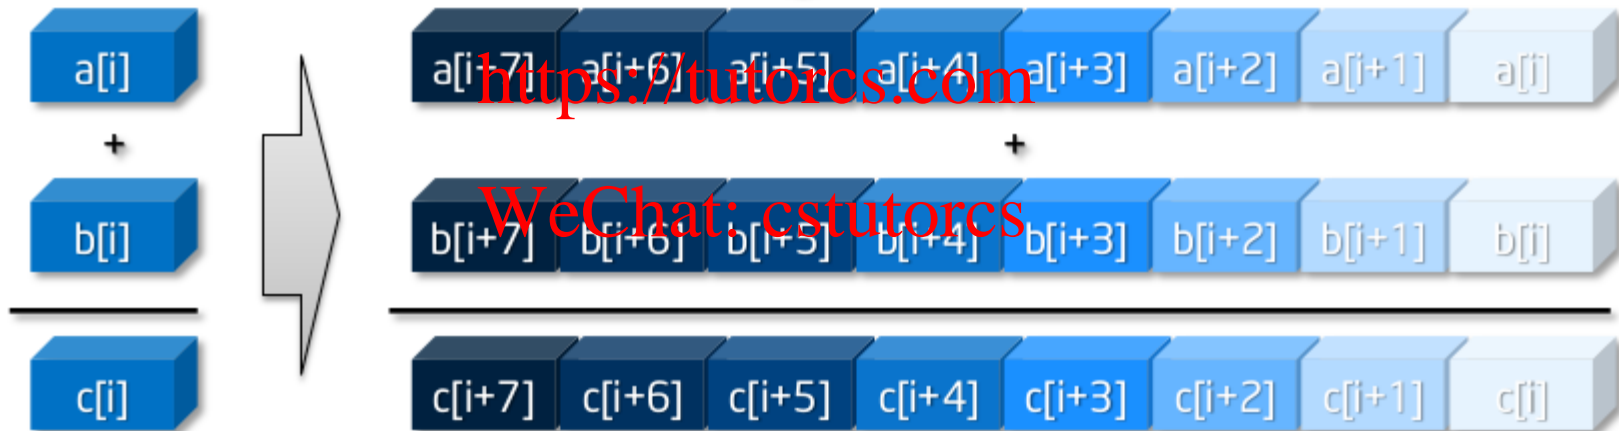 a[i] a[i+7] a[i+6] a[i+5] a[i+4] a[i+3] a[i+2] a[i+1] a[i]
https://tutorcs.com
+ +
WeChat: cstutorcs
b[i] b[i+7] b[i+6] b[i+5] b[i+4] b[i+3] b[i+2] b[i+1] b[i]
c[i] c[i+7] c[i+6] c[i+5] c[i+4] c[i+3] c[i+2] c[i+1] c[i]